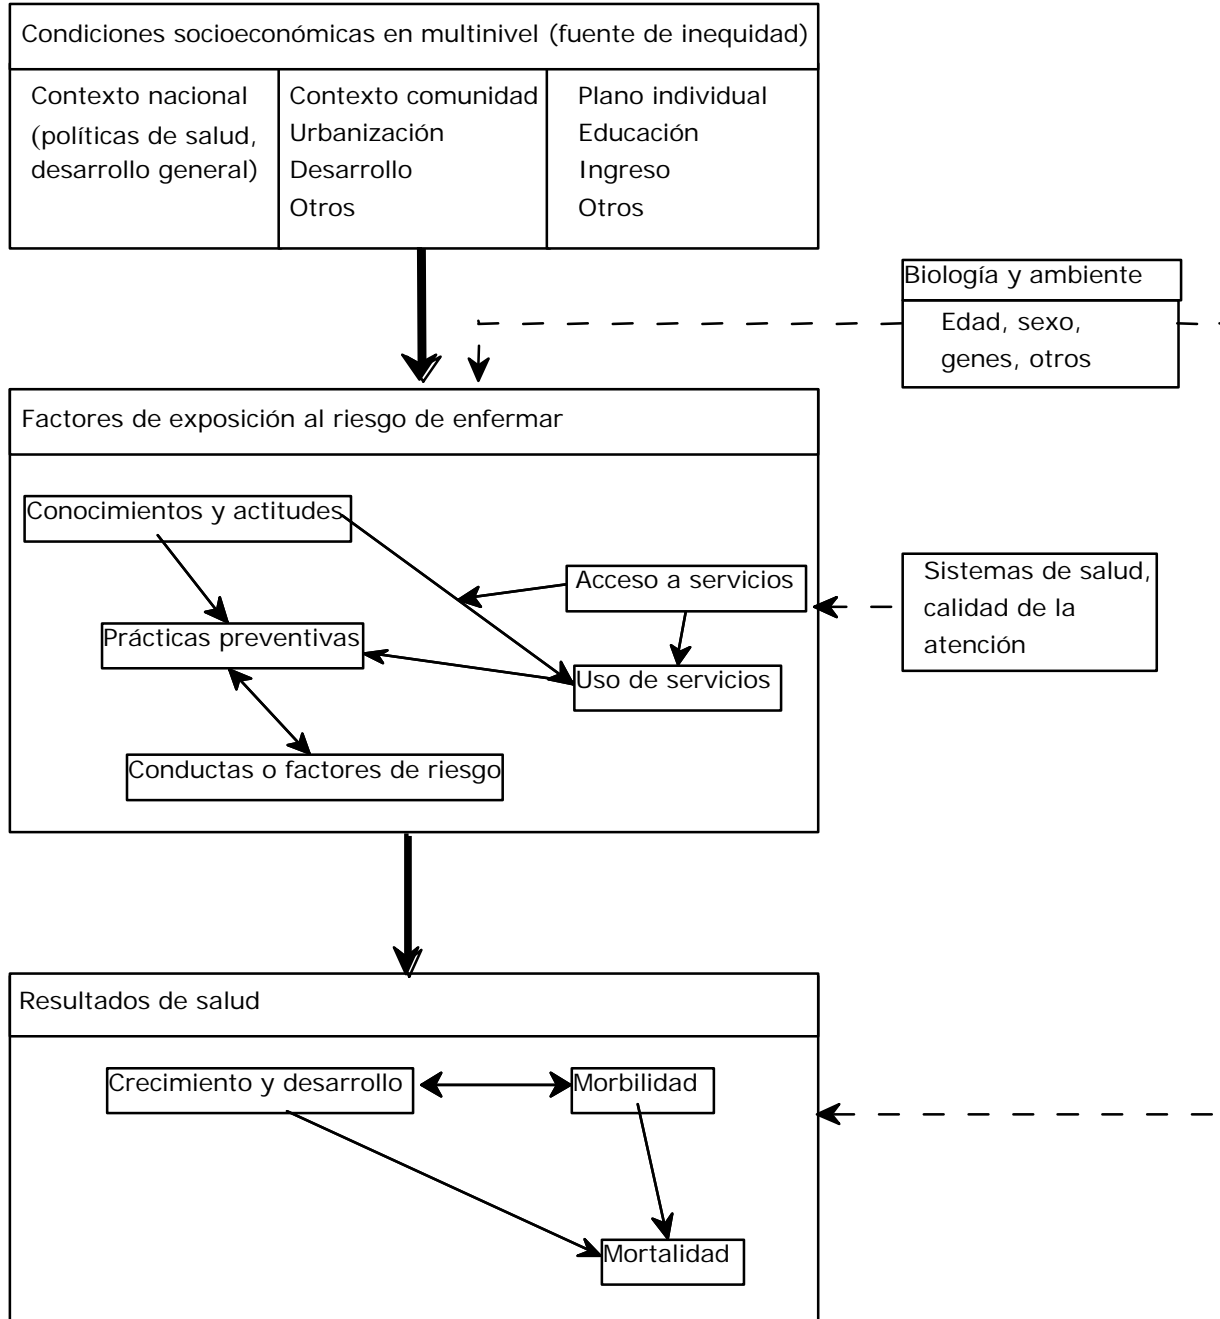 Condiciones socioeconómicas en multinivel (fuente de inequidad)
Contexto nacional
(políticas de salud,
desarrollo general)
Contexto comunidad
Urbanización
Desarrollo
Otros
Plano individual
Educación
Ingreso
Otros
Biología y ambiente
Edad, sexo,
genes, otros
Factores de exposición al riesgo de enfermar
Conocimientos y actitudes
Acceso a servicios
Prácticas preventivas
Uso de servicios
Conductas o factores de riesgo
Sistemas de salud,
calidad de la
atención
Resultados de salud
Crecimiento y desarrollo
Morbilidad
Mortalidad